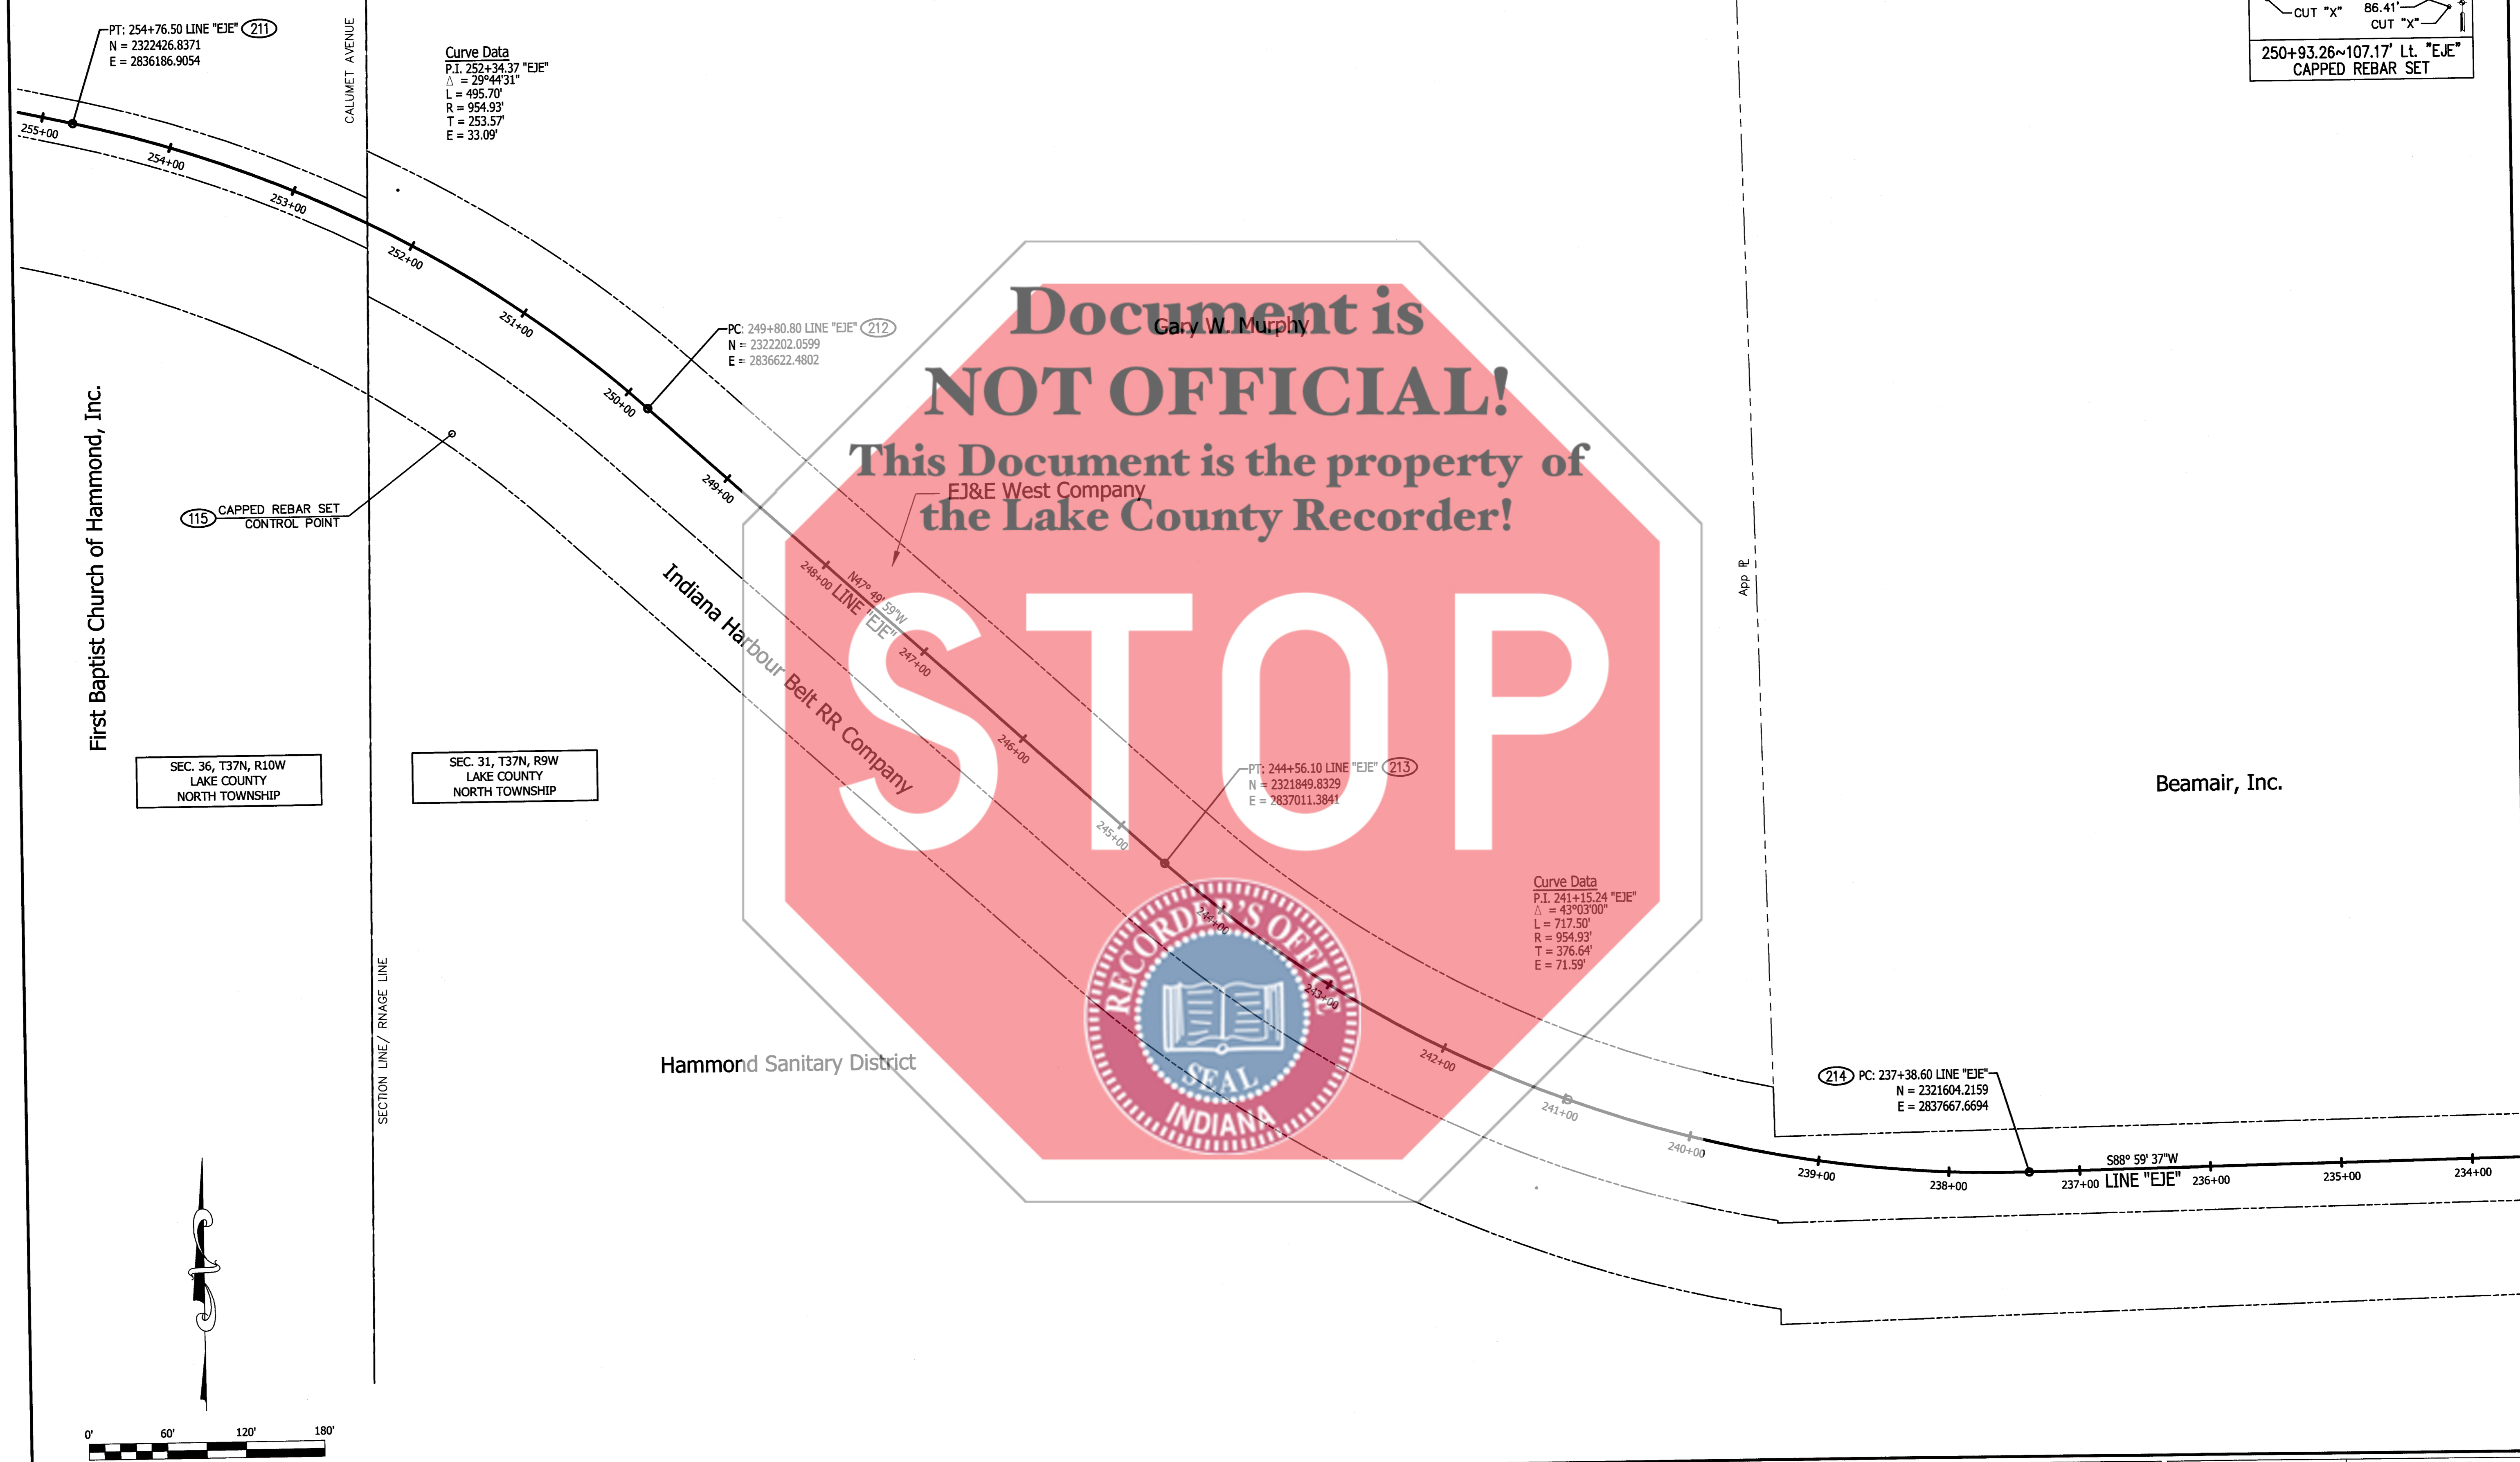 PT: 254+76.50 LINE "EJE" 211
N = 2322426.8371
E = 2836186.9054
CALUMET AVENUE
Curve Data
P.I. 252+34.37 "EJE"
Δ = 29°44'31"
L = 495.70'
R = 954.93'
T = 253.57'
E = 33.09'
CUT "X"
86.41'
CUT "X"
250+93.26~107.17' Lt. "EJE"
CAPPED REBAR SET
255+00
254+00
253+00
252+00
251+00
250+00
249+00
248+00
247+00
246+00
245+00
244+00
243+00
242+00
241+00
240+00
239+00
238+00
237+00
236+00
235+00
234+00
PC: 249+80.80 LINE "EJE" 212
N = 2322202.0599
E = 2836622.4802
Document is
Gary W. Murphy
NOT OFFICIAL!
This Document is the property of
EJ&E West Company
the Lake County Recorder!
STOP
First Baptist Church of Hammond, Inc.
115 CAPPED REBAR SET
CONTROL POINT
N47° 49' 59"W
LINE "EJE"
Indiana Harbour Belt RR Company
App PL
SEC. 36, T37N, R10W
LAKE COUNTY
NORTH TOWNSHIP
SEC. 31, T37N, R9W
LAKE COUNTY
NORTH TOWNSHIP
PT: 244+56.10 LINE "EJE" 213
N = 2321849.8329
E = 2837011.3841
Beamair, Inc.
Curve Data
P.I. 241+15.24 "EJE"
Δ = 43°03'00"
L = 717.50'
R = 954.93'
T = 376.64'
E = 71.59'
RECORDER'S OFFICE
SEAL
INDIANA
SECTION LINE/ RNAGE LINE
Hammond Sanitary District
214 PC: 237+38.60 LINE "EJE"
N = 2321604.2159
E = 2837667.6694
S88° 59' 37"W
LINE "EJE"
0' 60' 120' 180'